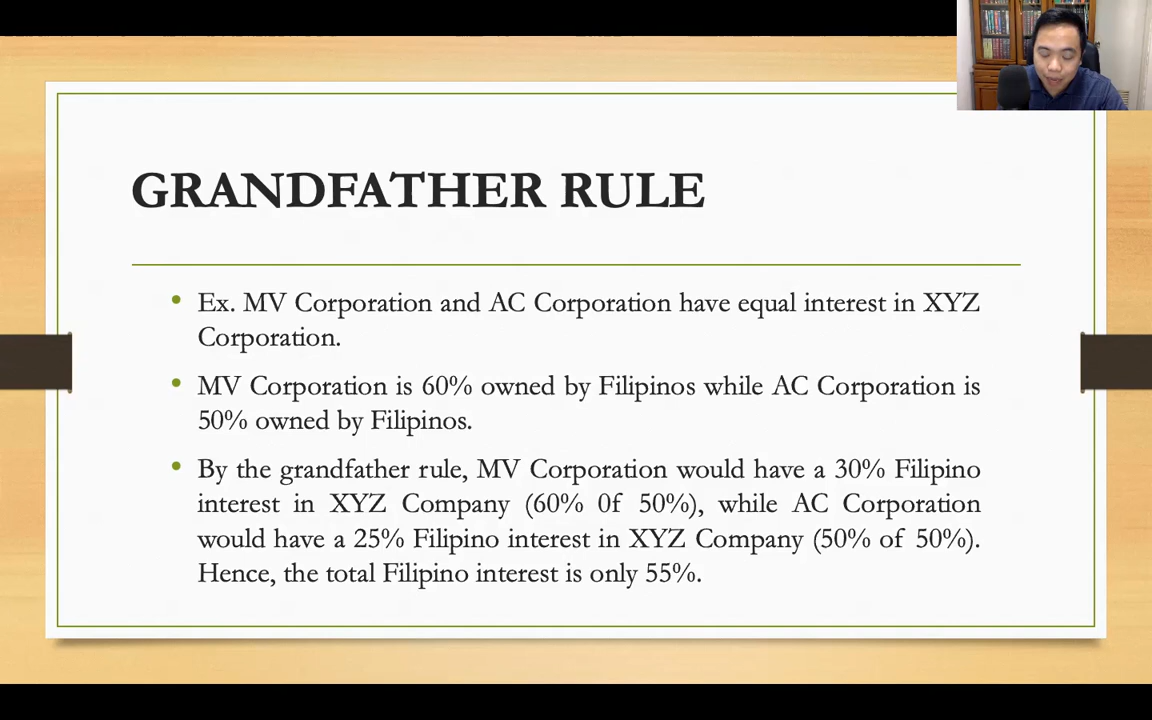 GRANDFATHER RULE
• Ex. MV Corporation and AC Corporation have equal interest in XYZ
Corporation.
• MV Corporation is 60% owned by Filipinos while AC Corporation is
50% owned by Filipinos.
• By the grandfather rule, MV Corporation would have a 30% Filipino
interest in XYZ Company (60% 0f 50%), while AC Corporation
would have a 25% Filipino interest in XYZ Company (50% of 50%).
Hence, the total Filipino interest is only 55%.